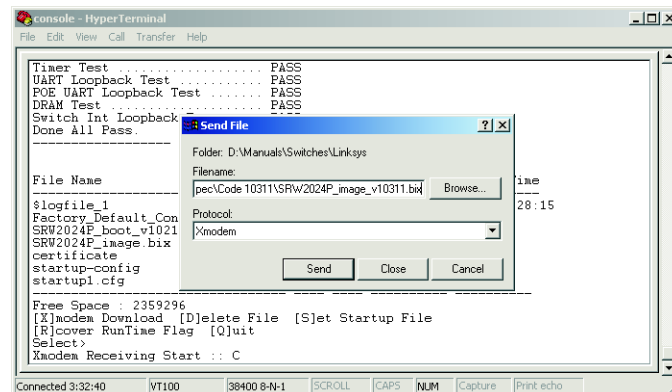 console - HyperTerminal
File Edit View Call Transfer Help
Timer Test .................... PASS
UART Loopback Test ........... PASS
POE UART Loopback Test ....... PASS
DRAM Test ..................... PASS
Switch Int Loopback
Done All Pass.
Send File
Folder: D:\Manuals\Switches\Linksys
Filename:
pec\Code 10311\SRW2024P_image_v10311.bix
Browse...
Protocol:
Xmodem
Send Close Cancel
File Name
$logfile_1 28:15
Factory_Default_Con
SRW2024P_boot_v1021
SRW2024P_image.bix
certificate
startup-config
startup1.cfg
Free Space : 2359296
[X]modem Download [D]elete File [S]et Startup File
[R]cover RunTime Flag [Q]uit
Select>
Xmodem Receiving Start :: C
Connected 3:32:40 VT100 38400 8-N-1 SCROLL CAPS NUM Capture Print echo